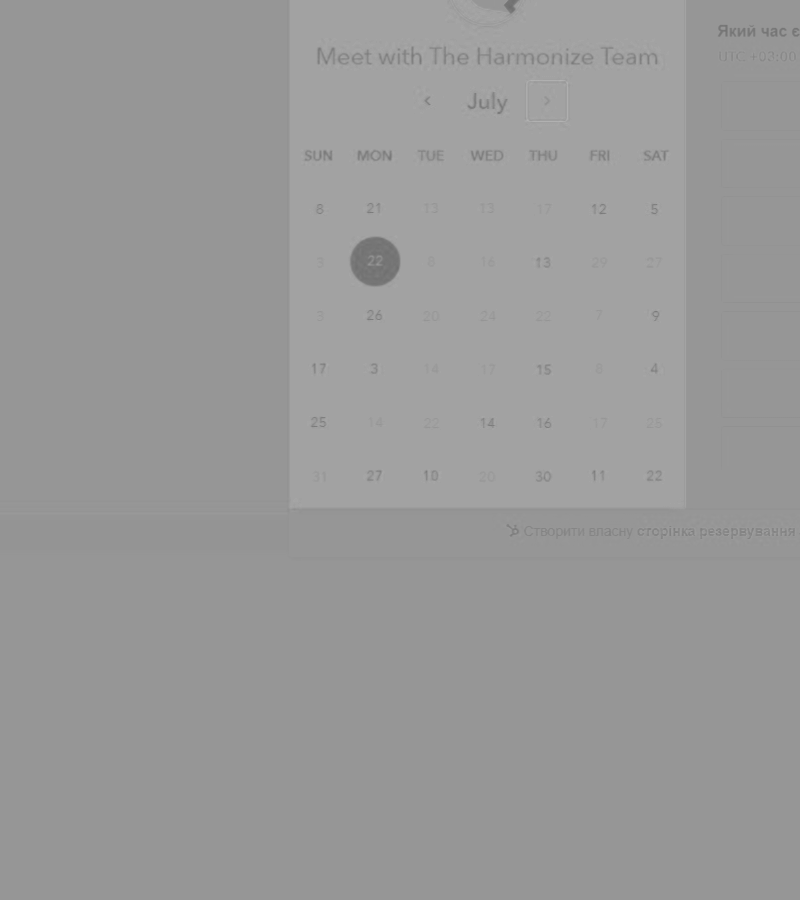 Який час є
UTC +03:00
Meet with The Harmonize Team
July
SUN MON TUE WED THU FRI SAT
8 21 13 13 17 12 5
3 22 8 16 13 29 27
3 26 20 24 22 7 9
17 3 14 17 15 8 4
25 14 22 14 16 17 25
31 27 10 20 30 11 22
Створити власну сторінка резервування